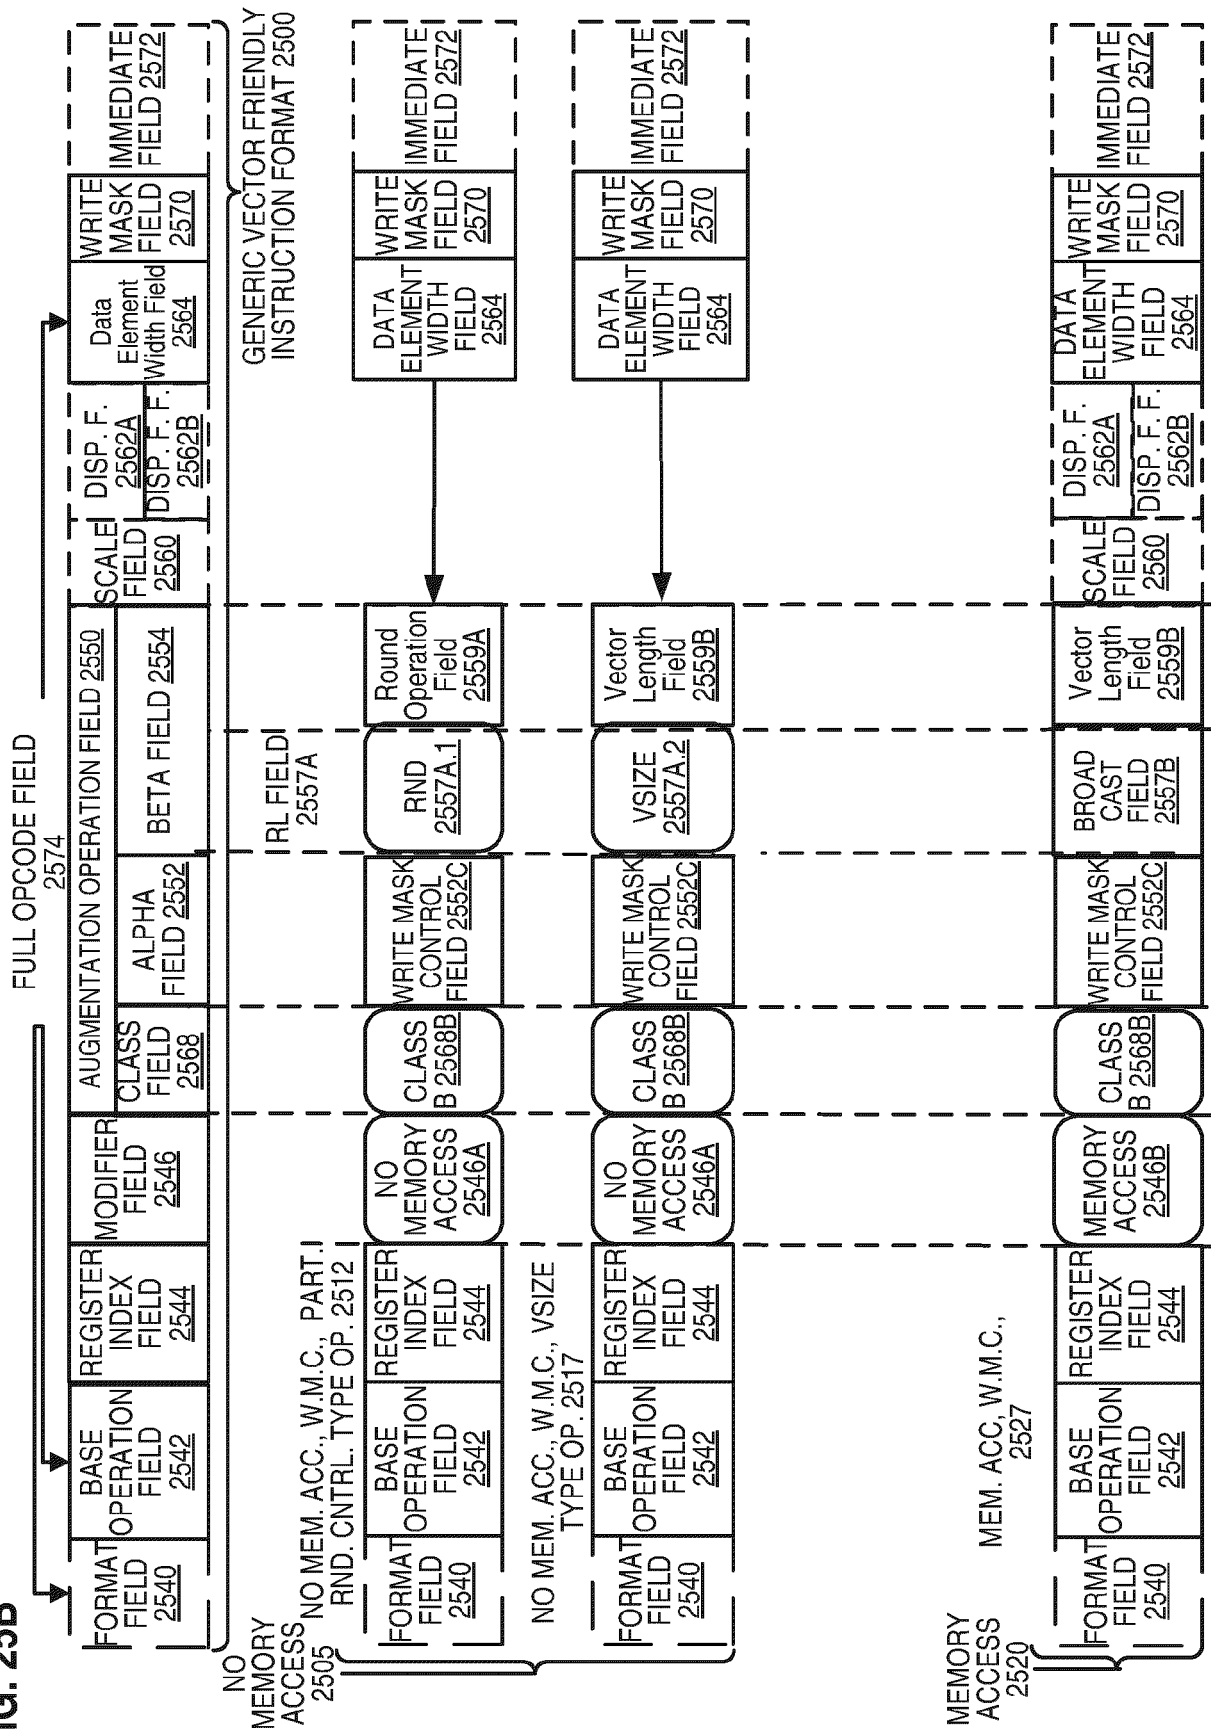 IG. 25B
FULL OPCODE FIELD
2574
FORMAT
FIELD
2540
BASE
OPERATION
FIELD
2542
REGISTER
INDEX
FIELD
2544
MODIFIER
FIELD
2546
AUGMENTATION OPERATION FIELD 2550
CLASS
FIELD
2568
ALPHA
FIELD 2552
BETA FIELD 2554
SCALE
FIELD
2560
DISP. F.
2562A
DISP. F. F.
2562B
Data
Element
Width Field
2564
WRITE
MASK
FIELD
2570
IMMEDIATE
FIELD 2572
GENERIC VECTOR FRIENDLY
INSTRUCTION FORMAT 2500
NO
MEMORY
ACCESS
2505
RL FIELD
2557A
NO MEM. ACC., W.M.C., PART.
RND. CNTRL. TYPE OP. 2512
FORMAT
FIELD
2540
BASE
OPERATION
FIELD
2542
REGISTER
INDEX
FIELD
2544
NO
MEMORY
ACCESS
2546A
CLASS
B 2568B
WRITE MASK
CONTROL
FIELD 2552C
RND
2557A.1
Round
Operation
Field
2559A
DATA
ELEMENT
WIDTH
FIELD
2564
WRITE
MASK
FIELD
2570
IMMEDIATE
FIELD 2572
NO MEM. ACC., W.M.C., VSIZE
TYPE OP. 2517
FORMAT
FIELD
2540
BASE
OPERATION
FIELD
2542
REGISTER
INDEX
FIELD
2544
NO
MEMORY
ACCESS
2546A
CLASS
B 2568B
WRITE MASK
CONTROL
FIELD 2552C
VSIZE
2557A.2
Vector
Length
Field
2559B
DATA
ELEMENT
WIDTH
FIELD
2564
WRITE
MASK
FIELD
2570
IMMEDIATE
FIELD 2572
MEMORY
ACCESS
2520
MEM. ACC, W.M.C.,
2527
FORMAT
FIELD
2540
BASE
OPERATION
FIELD
2542
REGISTER
INDEX
FIELD
2544
MEMORY
ACCESS
2546B
CLASS
B 2568B
WRITE MASK
CONTROL
FIELD 2552C
BROAD
CAST
FIELD
2557B
Vector
Length
Field
2559B
SCALE
FIELD
2560
DISP. F.
2562A
DISP. F. F.
2562B
DATA
ELEMENT
WIDTH
FIELD
2564
WRITE
MASK
FIELD
2570
IMMEDIATE
FIELD 2572